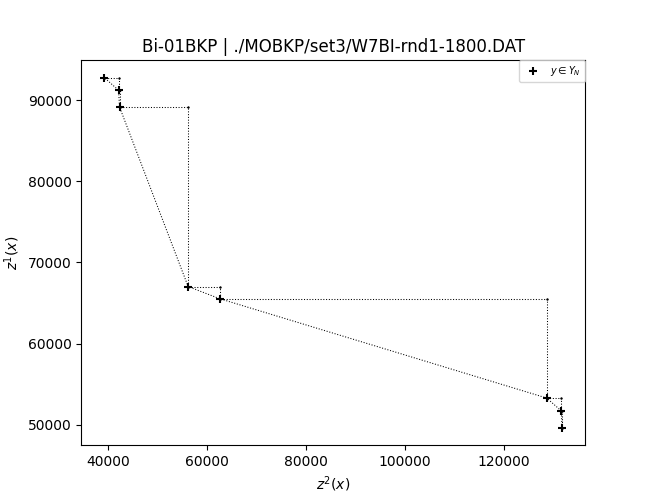 Bi-01BKP | ./MOBKP/set3/W7BI-rnd1-1800.DAT
y ∈ Y_N
90000
80000
70000
60000
50000
z^1(x)
40000 60000 80000 100000 120000
z^2(x)